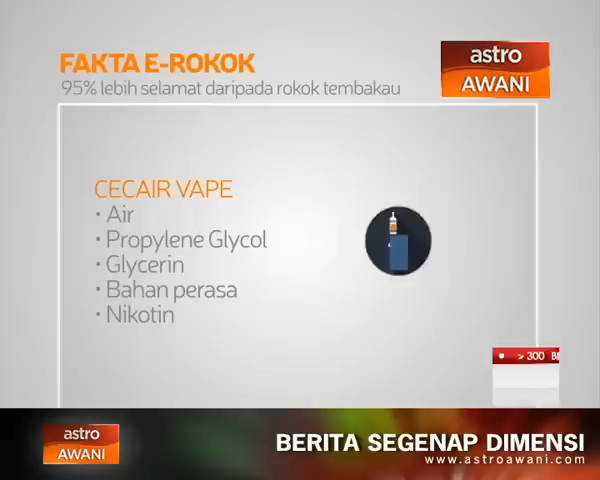 FAKTA E-ROKOK
95% lebih selamat daripada rokok tembakau
astro
AWANI
CECAIR VAPE
• Air
• Propylene Glycol
• Glycerin
• Bahan perasa
• Nikotin
> 300
astro
AWANI
BERITA SEGENAP DIMENSI
www.astroawani.com